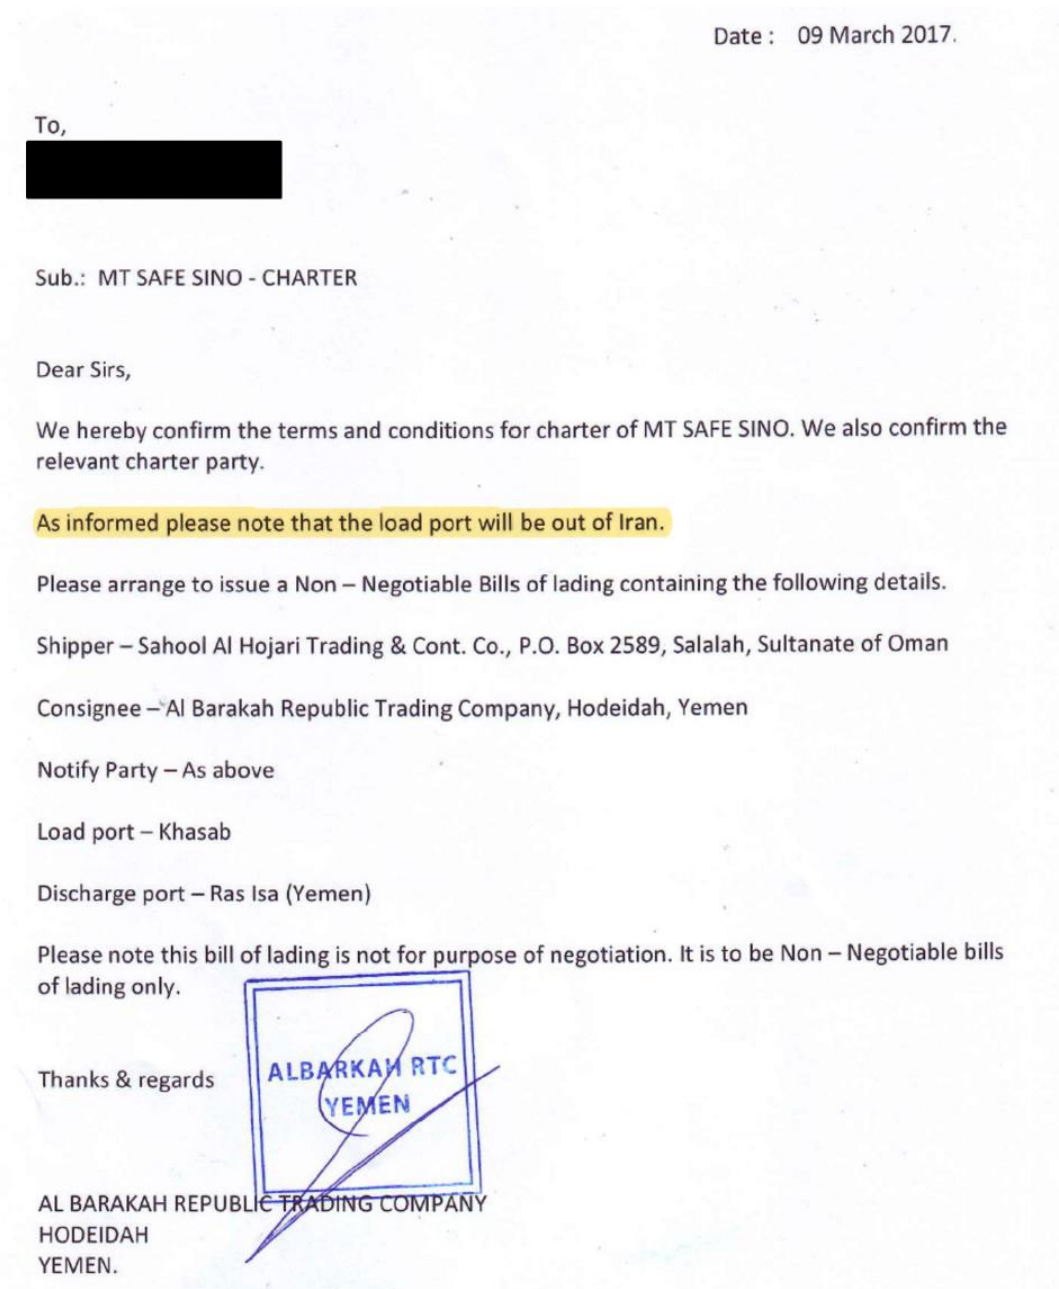 Date : 09 March 2017.
To,
Sub.: MT SAFE SINO - CHARTER
Dear Sirs,
We hereby confirm the terms and conditions for charter of MT SAFE SINO. We also confirm the
relevant charter party.
As informed please note that the load port will be out of Iran.
Please arrange to issue a Non – Negotiable Bills of lading containing the following details.
Shipper – Sahool Al Hojari Trading & Cont. Co., P.O. Box 2589, Salalah, Sultanate of Oman
Consignee – Al Barakah Republic Trading Company, Hodeidah, Yemen
Notify Party – As above
Load port – Khasab
Discharge port – Ras Isa (Yemen)
Please note this bill of lading is not for purpose of negotiation. It is to be Non – Negotiable bills
of lading only.
Thanks & regards
ALBARKAH RTC
YEMEN
AL BARAKAH REPUBLIC TRADING COMPANY
HODEIDAH
YEMEN.